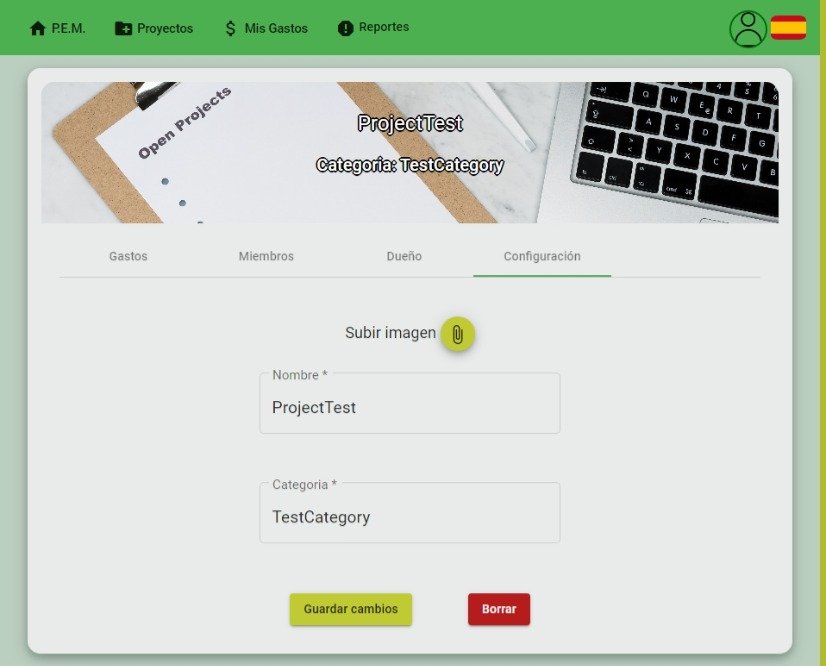 P.E.M. Proyectos Mis Gastos Reportes
Open Projects
ProjectTest
Categoria: TestCategory
Gastos Miembros Dueño Configuración
Subir imagen
Nombre *
ProjectTest
Categoria *
TestCategory
Guardar cambios Borrar